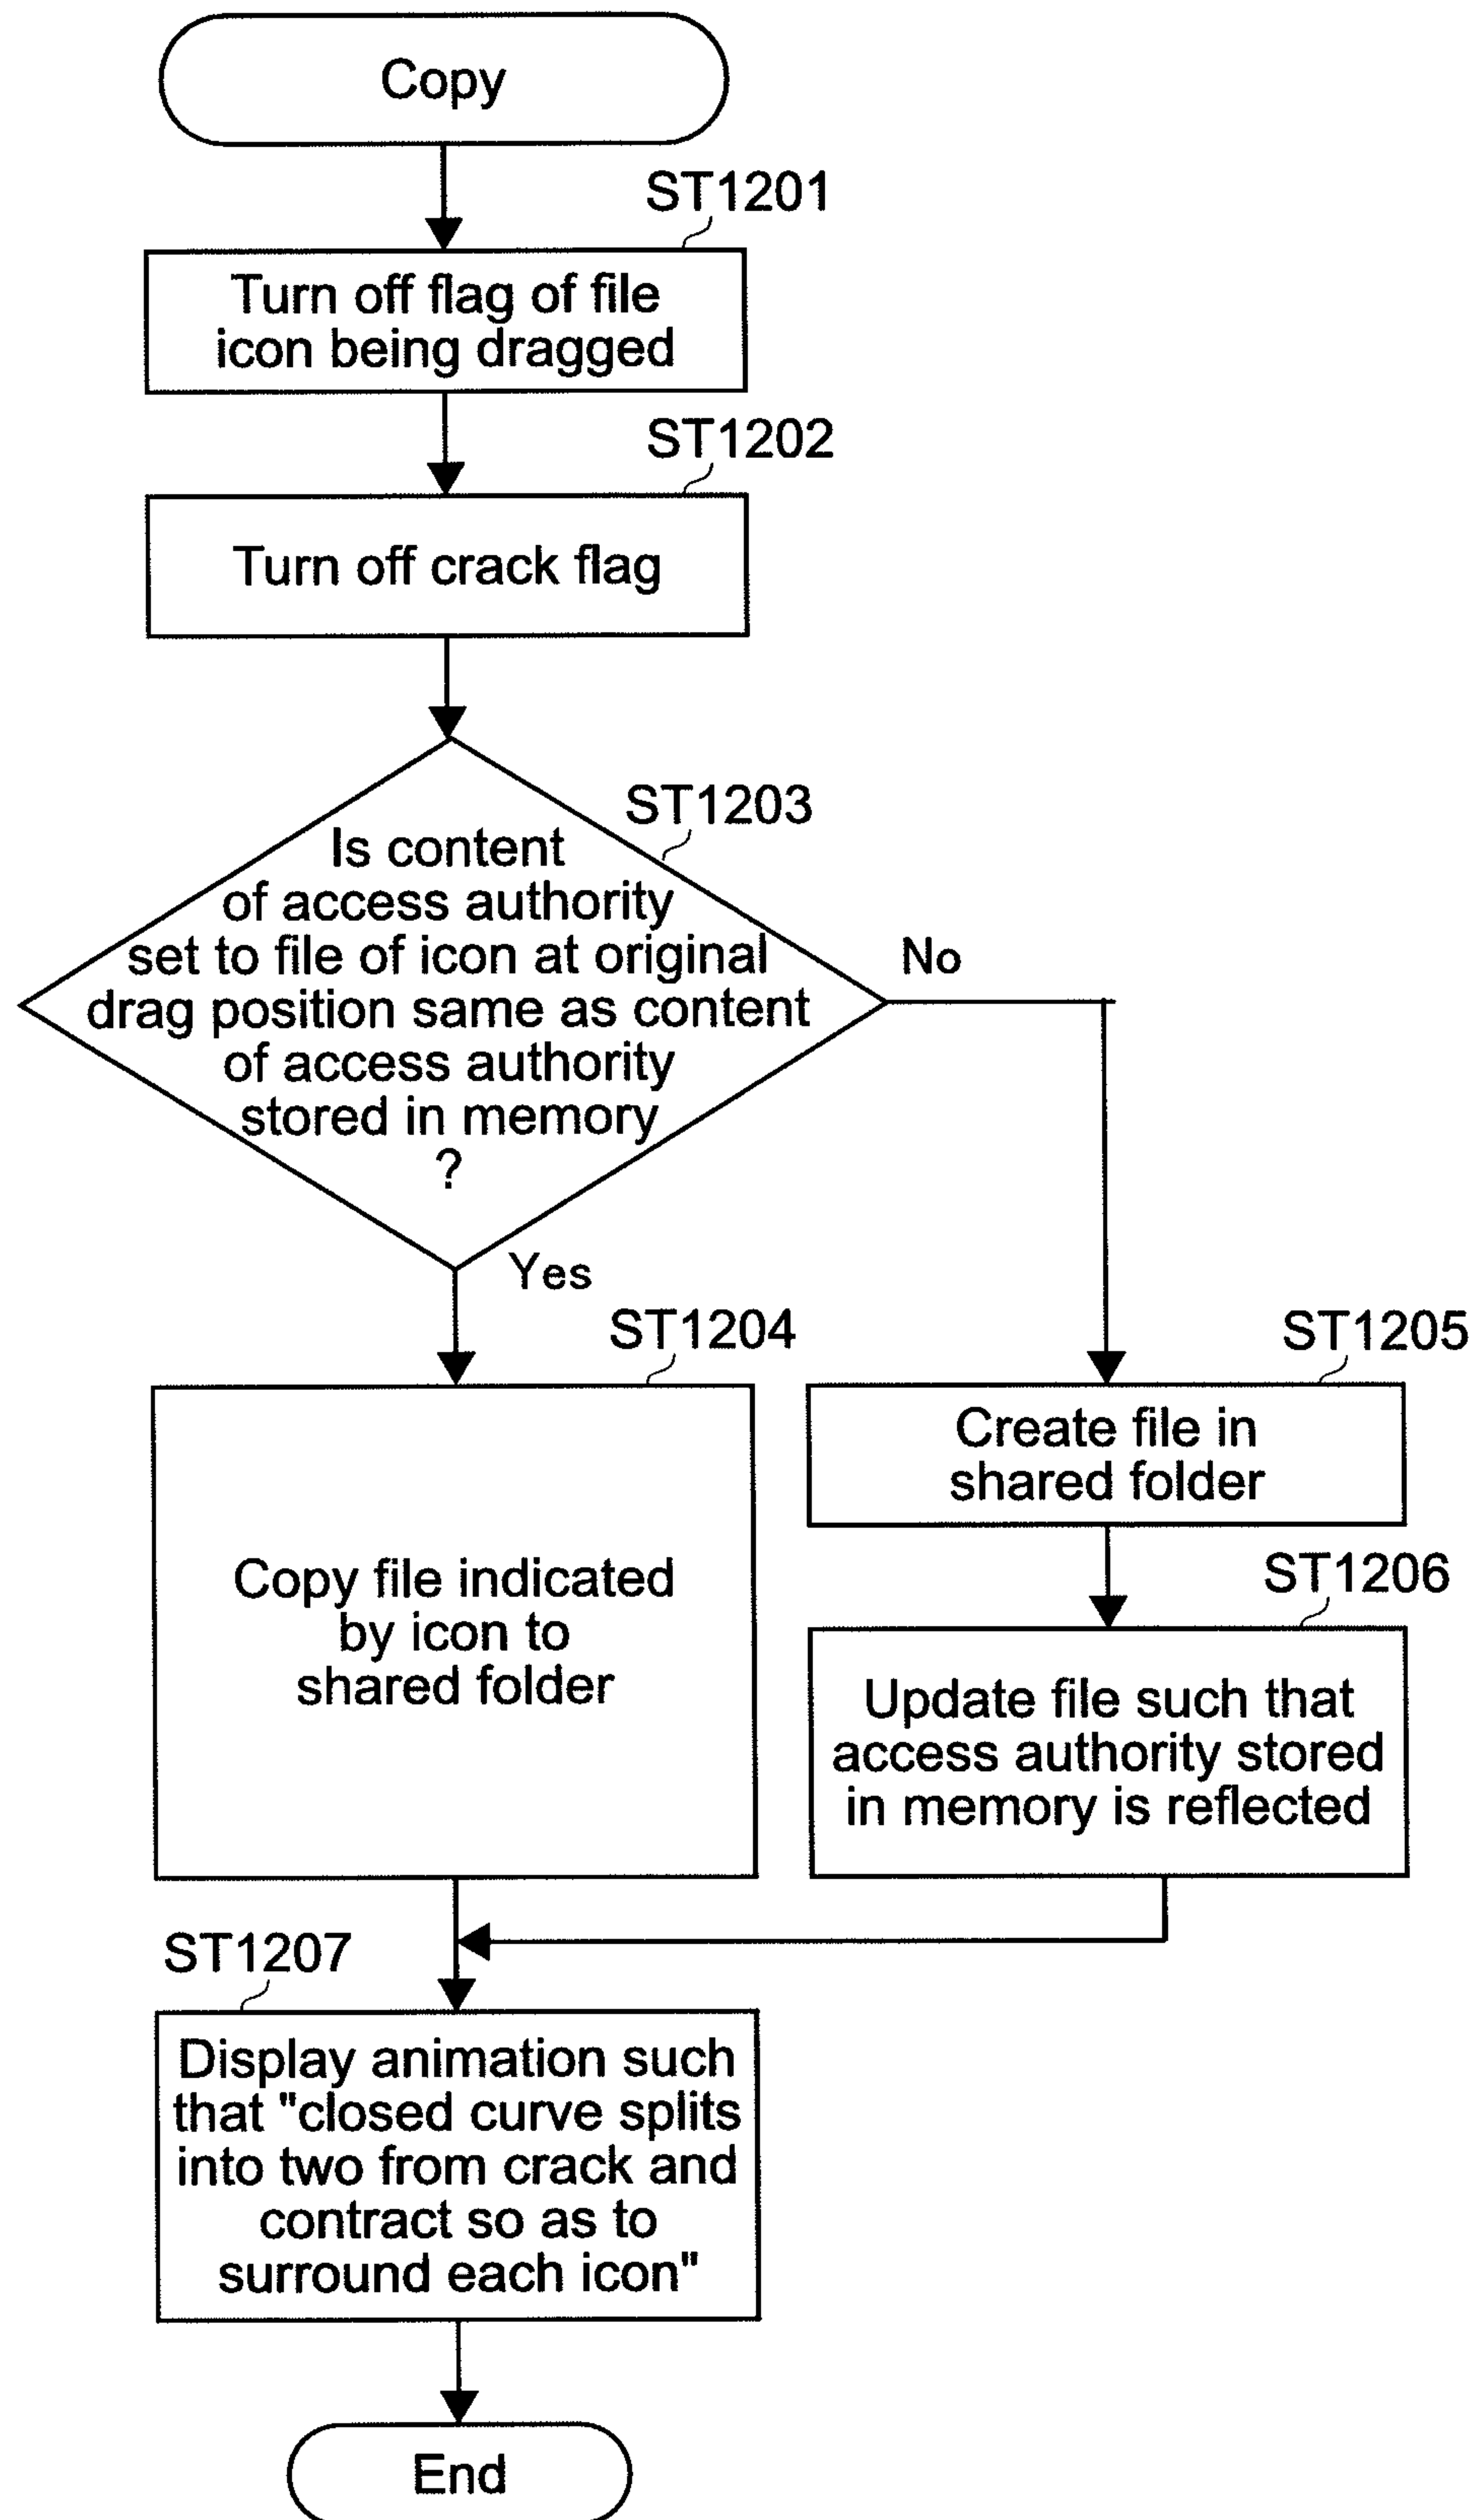 Copy
ST1201
Turn off flag of file
icon being dragged
ST1202
Turn off crack flag
ST1203
Is content
of access authority
set to file of icon at original
drag position same as content
of access authority
stored in memory
?
No
Yes
ST1204
Copy file indicated
by icon to
shared folder
ST1205
Create file in
shared folder
ST1206
Update file such that
access authority stored
in memory is reflected
ST1207
Display animation such
that "closed curve splits
into two from crack and
contract so as to
surround each icon"
End